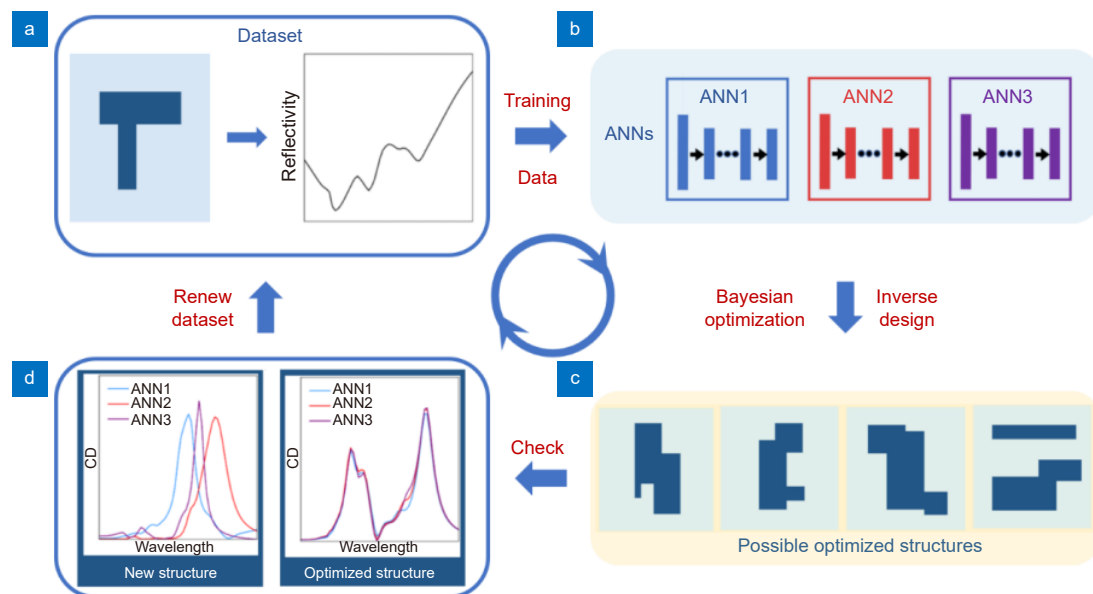 a
Dataset
Reflectivity
Training
Data
b
ANNs
ANN1
ANN2
ANN3
Renew
dataset
Bayesian
optimization
Inverse
design
d
ANN1
ANN2
ANN3
CD
Wavelength
New structure
ANN1
ANN2
ANN3
CD
Wavelength
Optimized structure
Check
c
Possible optimized structures